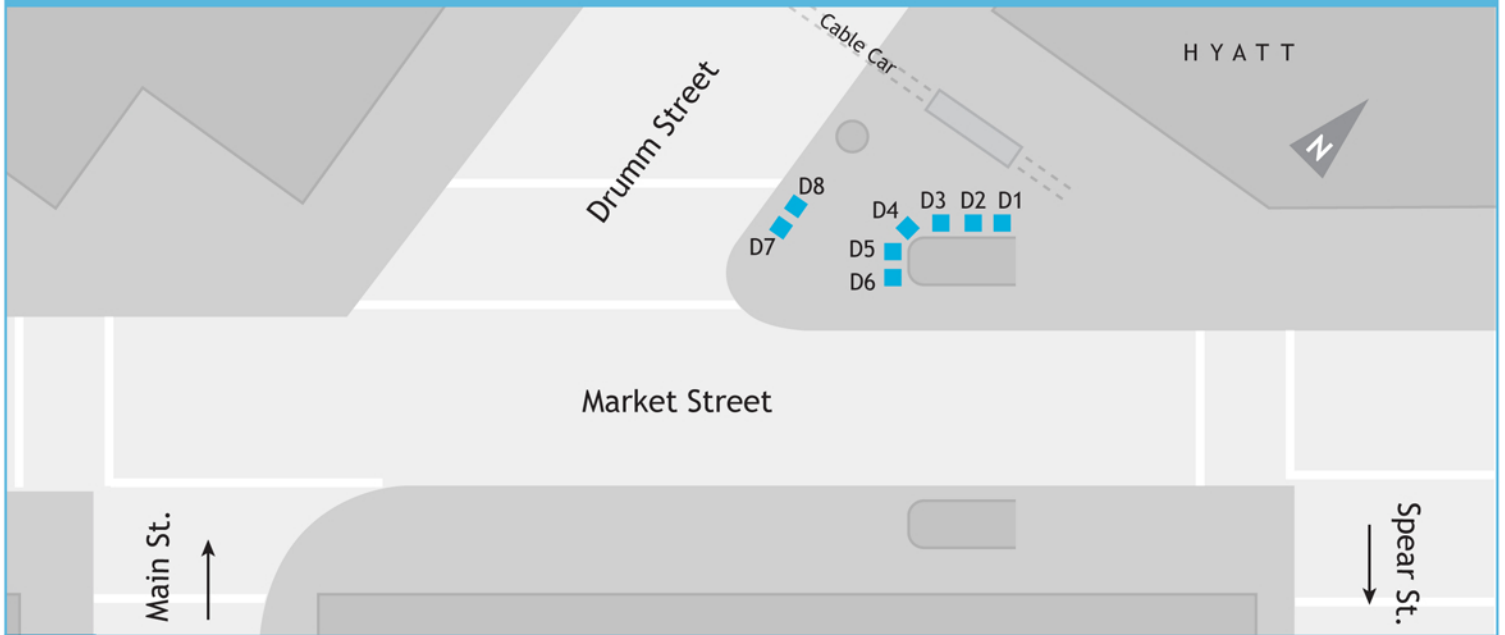 Cable Car
HYATT
Drumm Street
N
D8
D7
D4
D3
D2
D1
D5
D6
Market Street
Main St.
Spear St.